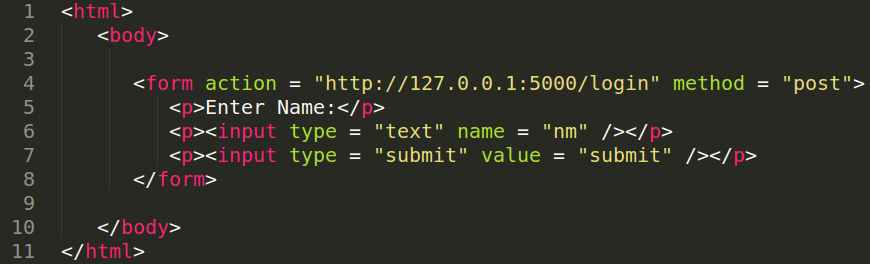 1 <html>
2 <body>
3
4 <form action = "http://127.0.0.1:5000/login" method = "post">
5 <p>Enter Name:</p>
6 <p><input type = "text" name = "nm" /></p>
7 <p><input type = "submit" value = "submit" /></p>
8 </form>
9
10 </body>
11 </html>